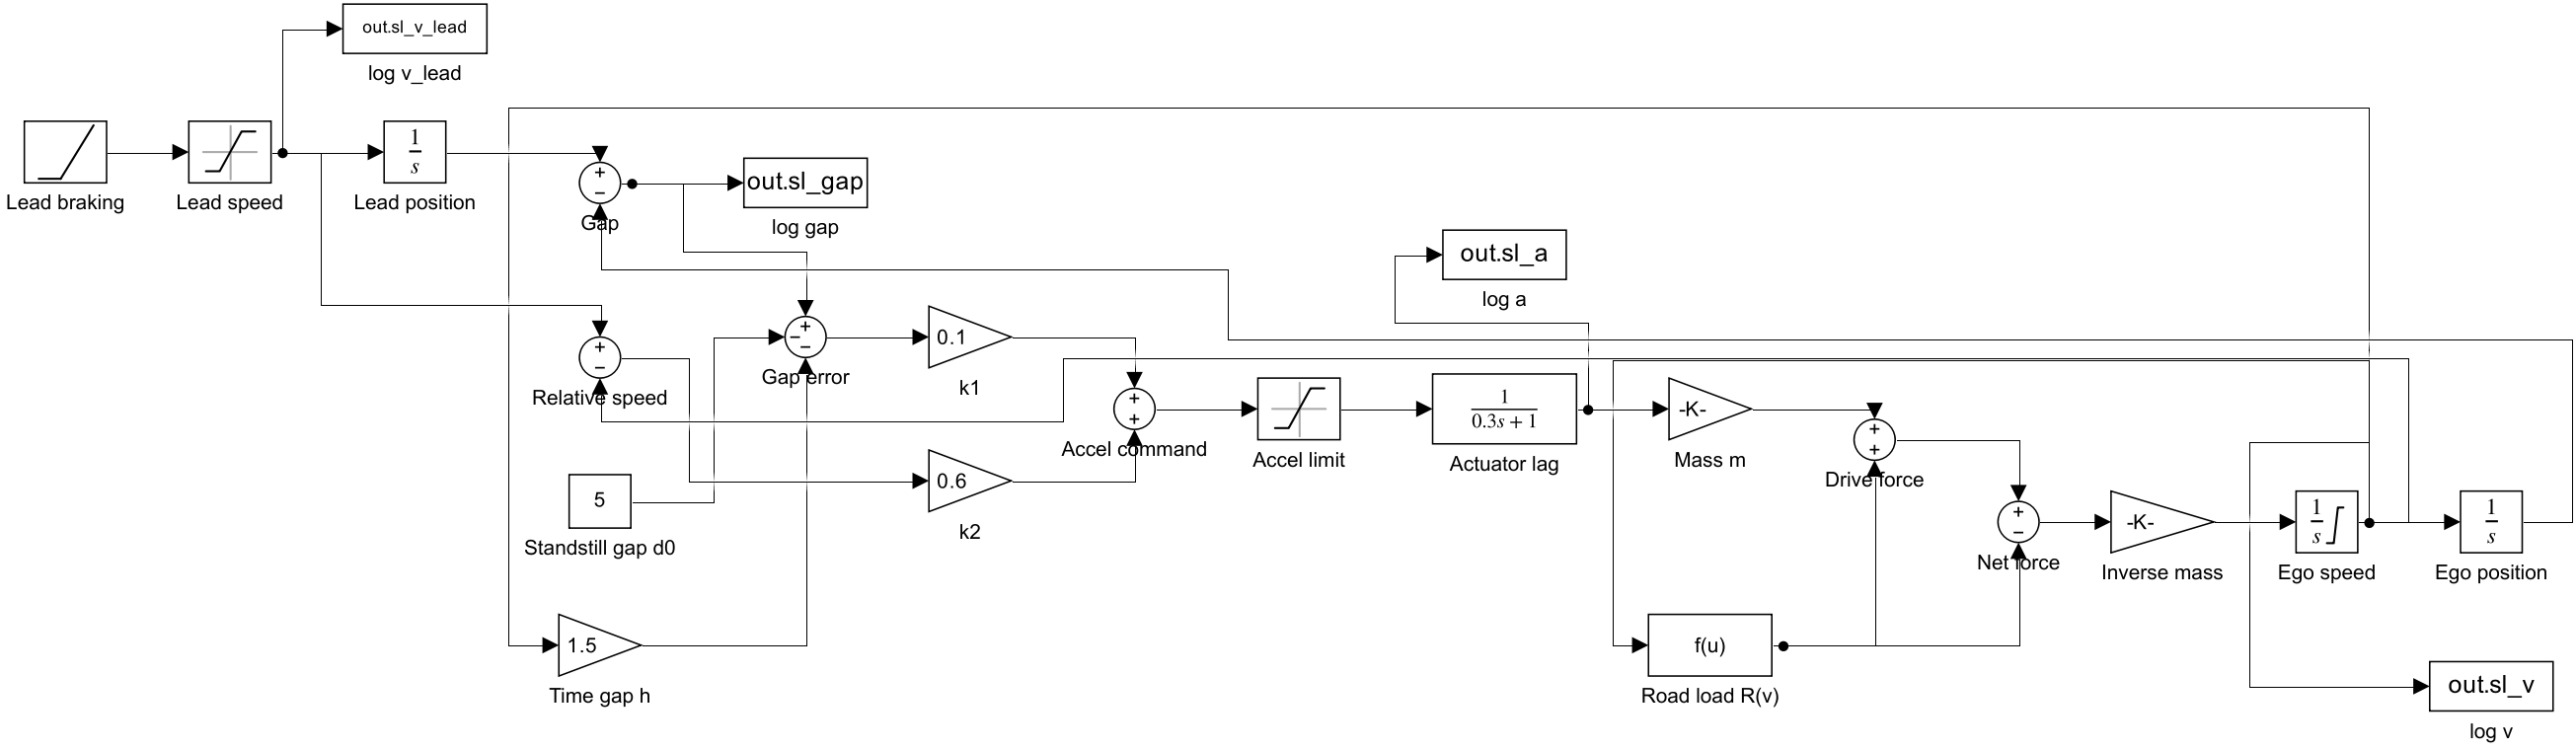 out.sl_v_lead
log v_lead
Lead braking
Lead speed
1
s
Lead position
+
−
Gap
out.sl_gap
log gap
out.sl_a
log a
+
−
Relative speed
+
−
−
Gap error
0.1
k1
+
+
Accel command
Accel limit
1
0.3s + 1
Actuator lag
-K-
Mass m
+
+
Drive force
5
Standstill gap d0
0.6
k2
+
−
Net force
-K-
Inverse mass
1
s
Ego speed
1
s
Ego position
1.5
Time gap h
f(u)
Road load R(v)
out.sl_v
log v